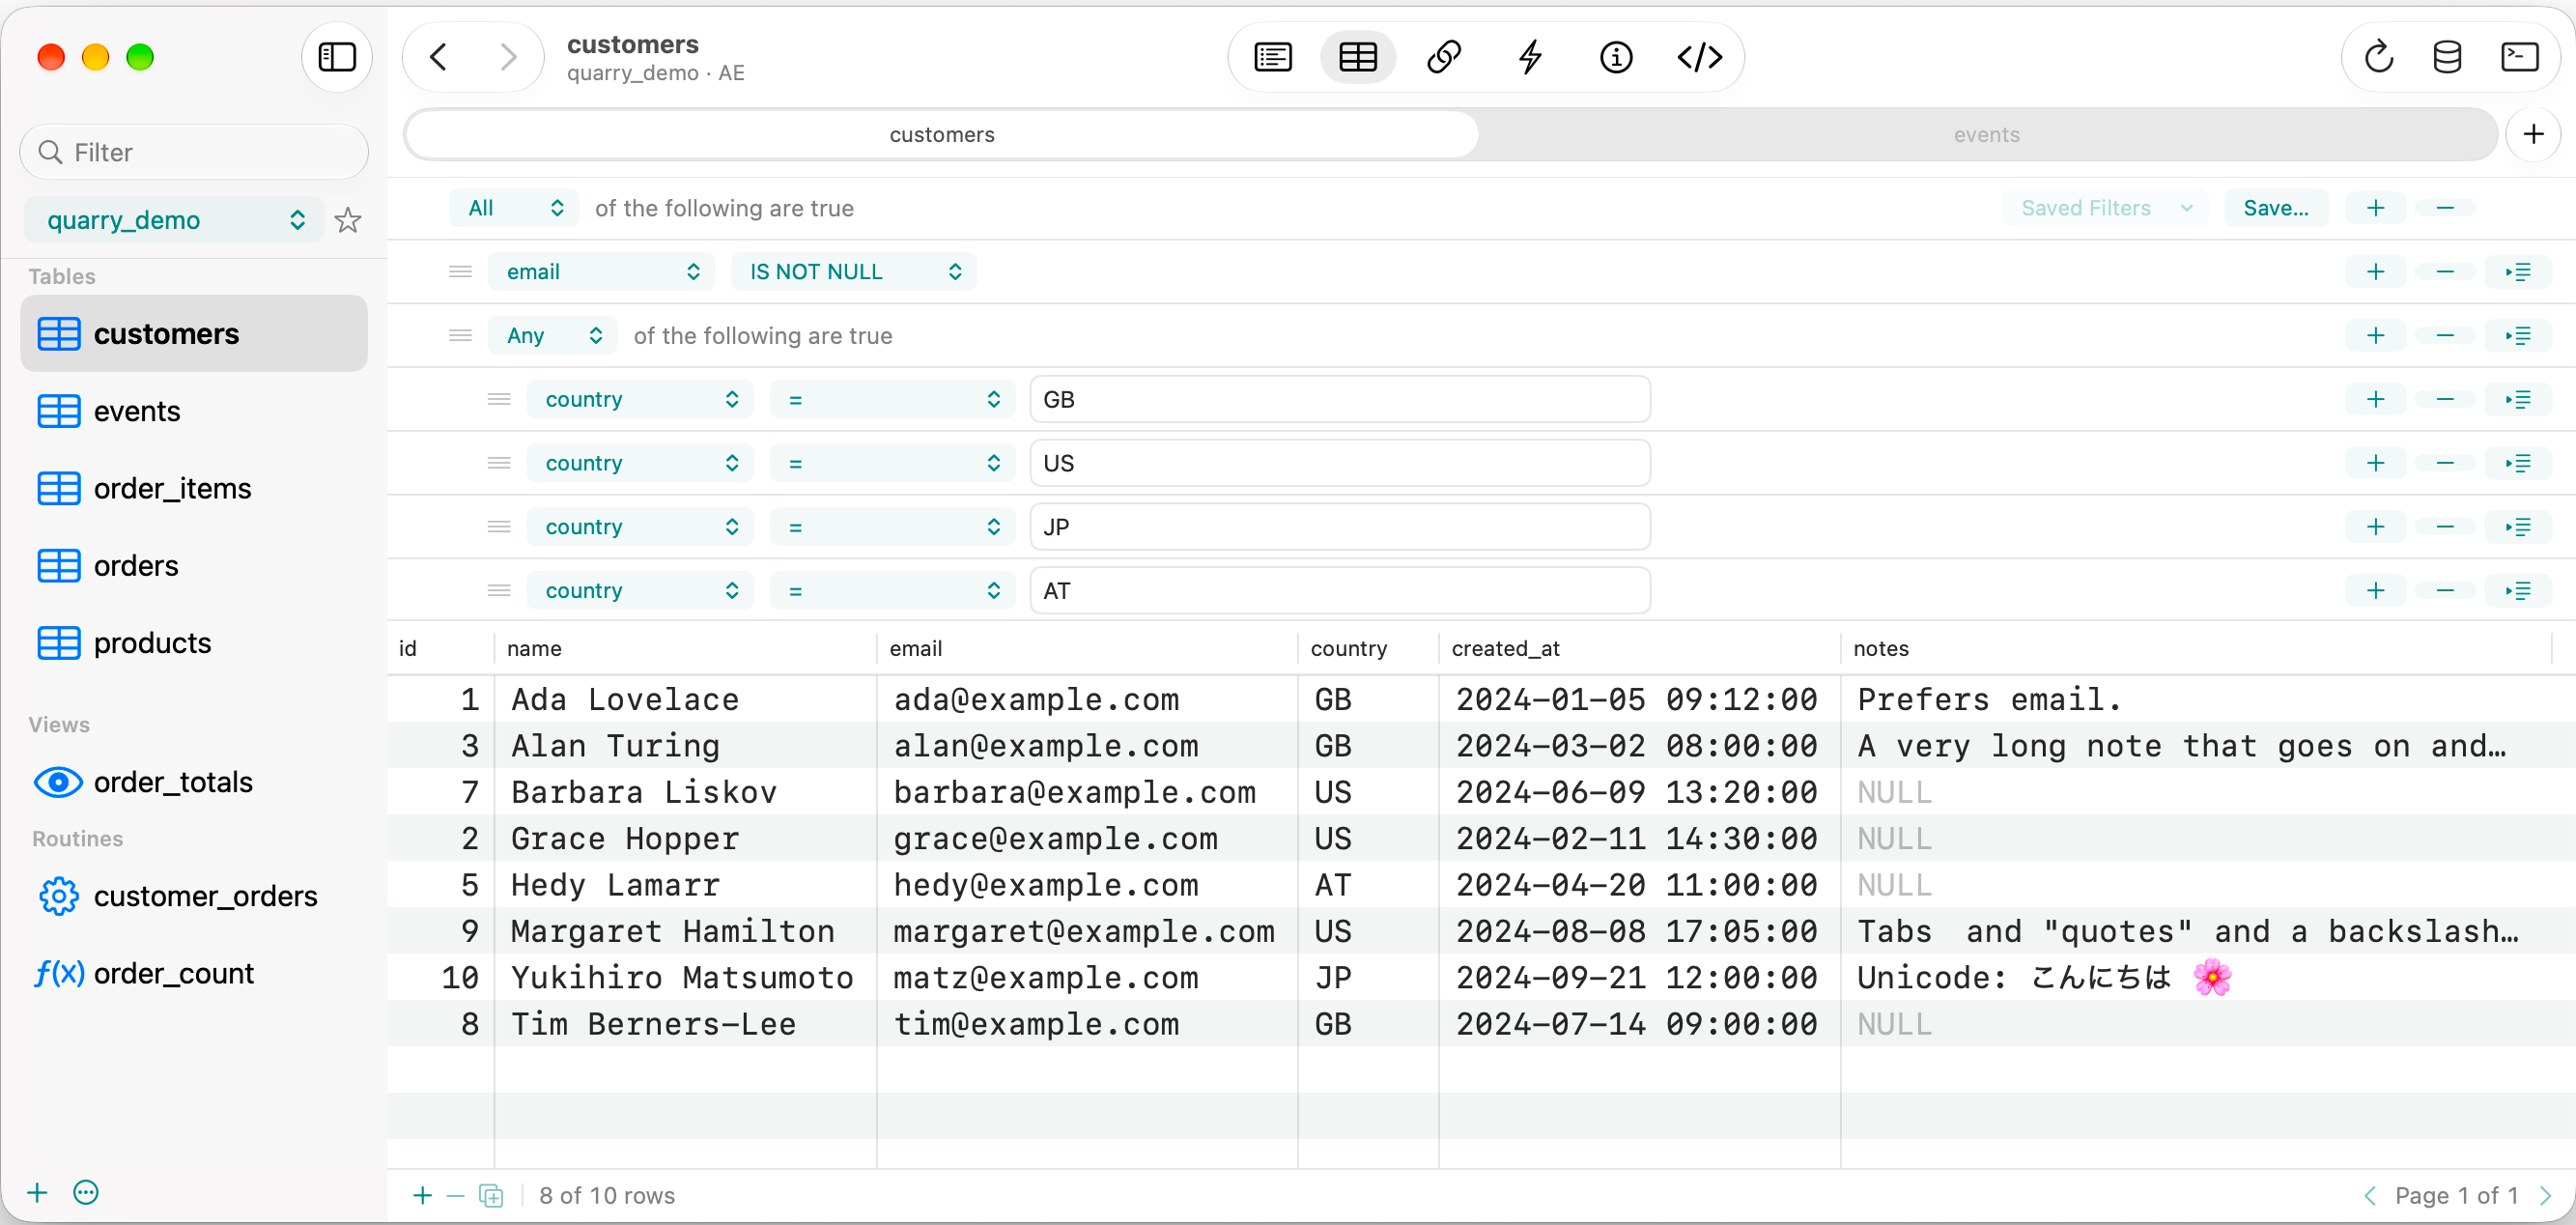 customers
quarry_demo · AE
customers
events
Filter
quarry_demo
Tables
customers
events
order_items
orders
products
Views
order_totals
Routines
customer_orders
f(x) order_count
All of the following are true Saved Filters Save...
email IS NOT NULL
Any of the following are true
country = GB
country = US
country = JP
country = AT
id name email country created_at notes
1 Ada Lovelace ada@example.com GB 2024-01-05 09:12:00 Prefers email.
3 Alan Turing alan@example.com GB 2024-03-02 08:00:00 A very long note that goes on and…
7 Barbara Liskov barbara@example.com US 2024-06-09 13:20:00 NULL
2 Grace Hopper grace@example.com US 2024-02-11 14:30:00 NULL
5 Hedy Lamarr hedy@example.com AT 2024-04-20 11:00:00 NULL
9 Margaret Hamilton margaret@example.com US 2024-08-08 17:05:00 Tabs and "quotes" and a backslash…
10 Yukihiro Matsumoto matz@example.com JP 2024-09-21 12:00:00 Unicode: こんにちは 🌸
8 Tim Berners-Lee tim@example.com GB 2024-07-14 09:00:00 NULL
8 of 10 rows
Page 1 of 1